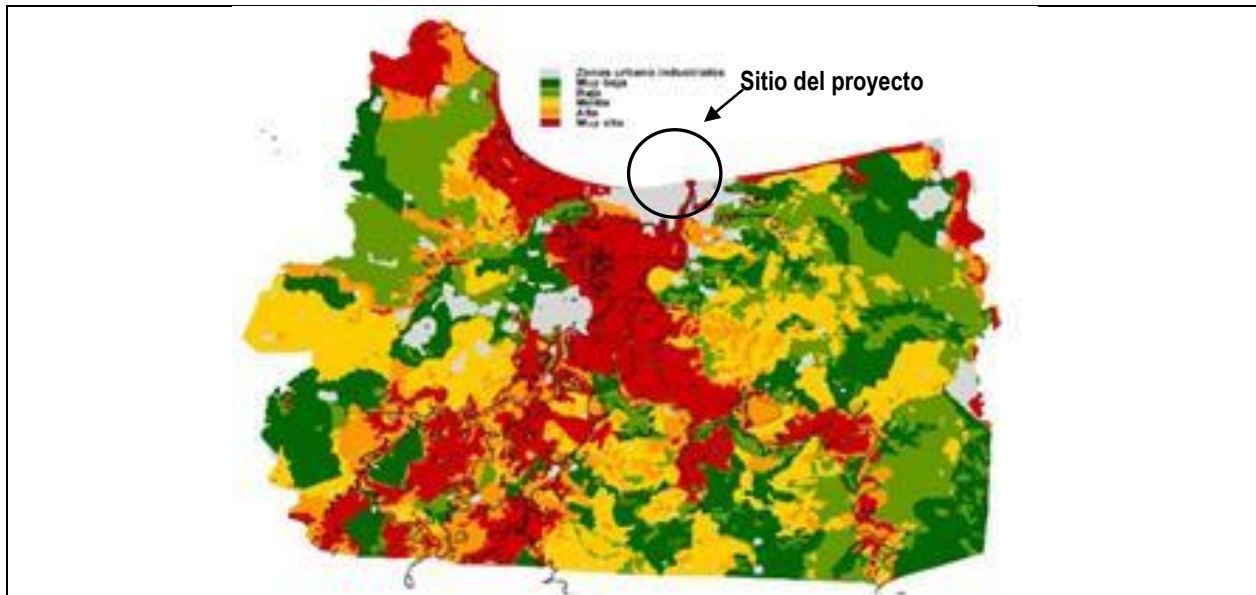 Zonas urbano industriales
Muy baja
Baja
Media
Alta
Muy alta
Sitio del proyecto